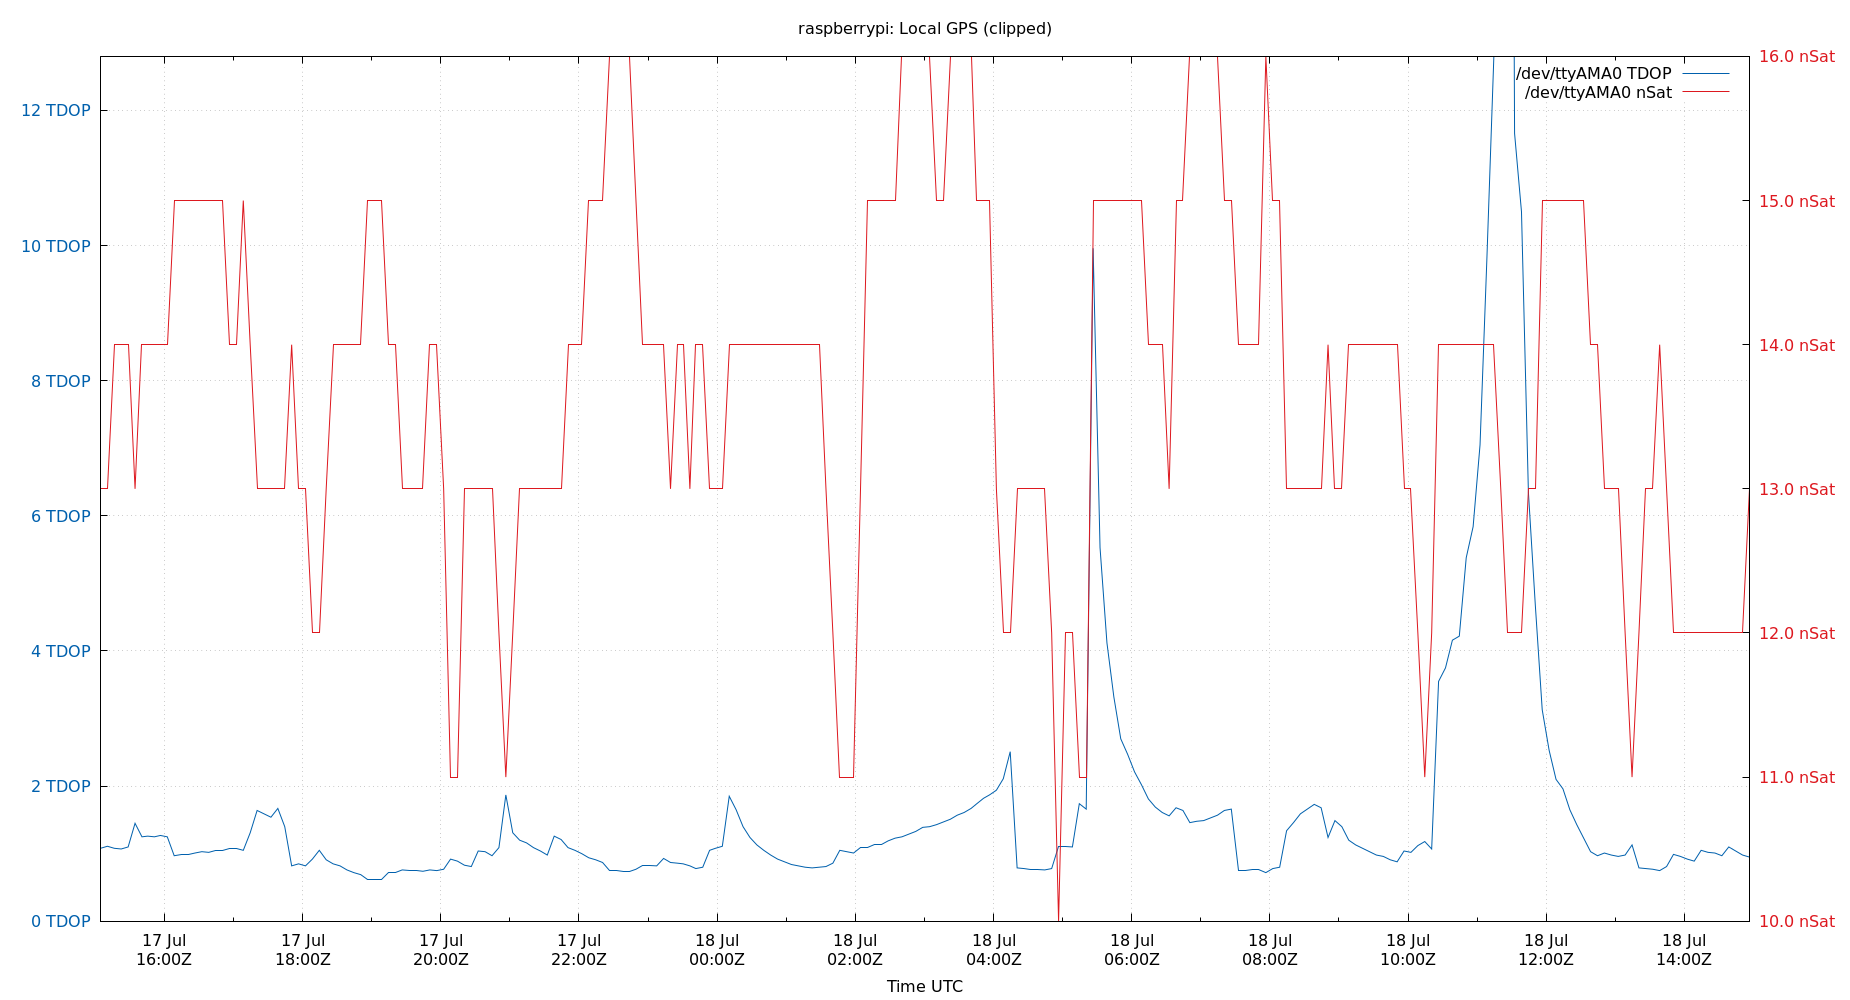 raspberrypi: Local GPS (clipped)
/dev/ttyAMA0 TDOP
/dev/ttyAMA0 nSat
12 TDOP
10 TDOP
8 TDOP
6 TDOP
4 TDOP
2 TDOP
0 TDOP
16.0 nSat
15.0 nSat
14.0 nSat
13.0 nSat
12.0 nSat
11.0 nSat
10.0 nSat
17 Jul
16:00Z
17 Jul
18:00Z
17 Jul
20:00Z
17 Jul
22:00Z
18 Jul
00:00Z
18 Jul
02:00Z
18 Jul
04:00Z
18 Jul
06:00Z
18 Jul
08:00Z
18 Jul
10:00Z
18 Jul
12:00Z
18 Jul
14:00Z
Time UTC